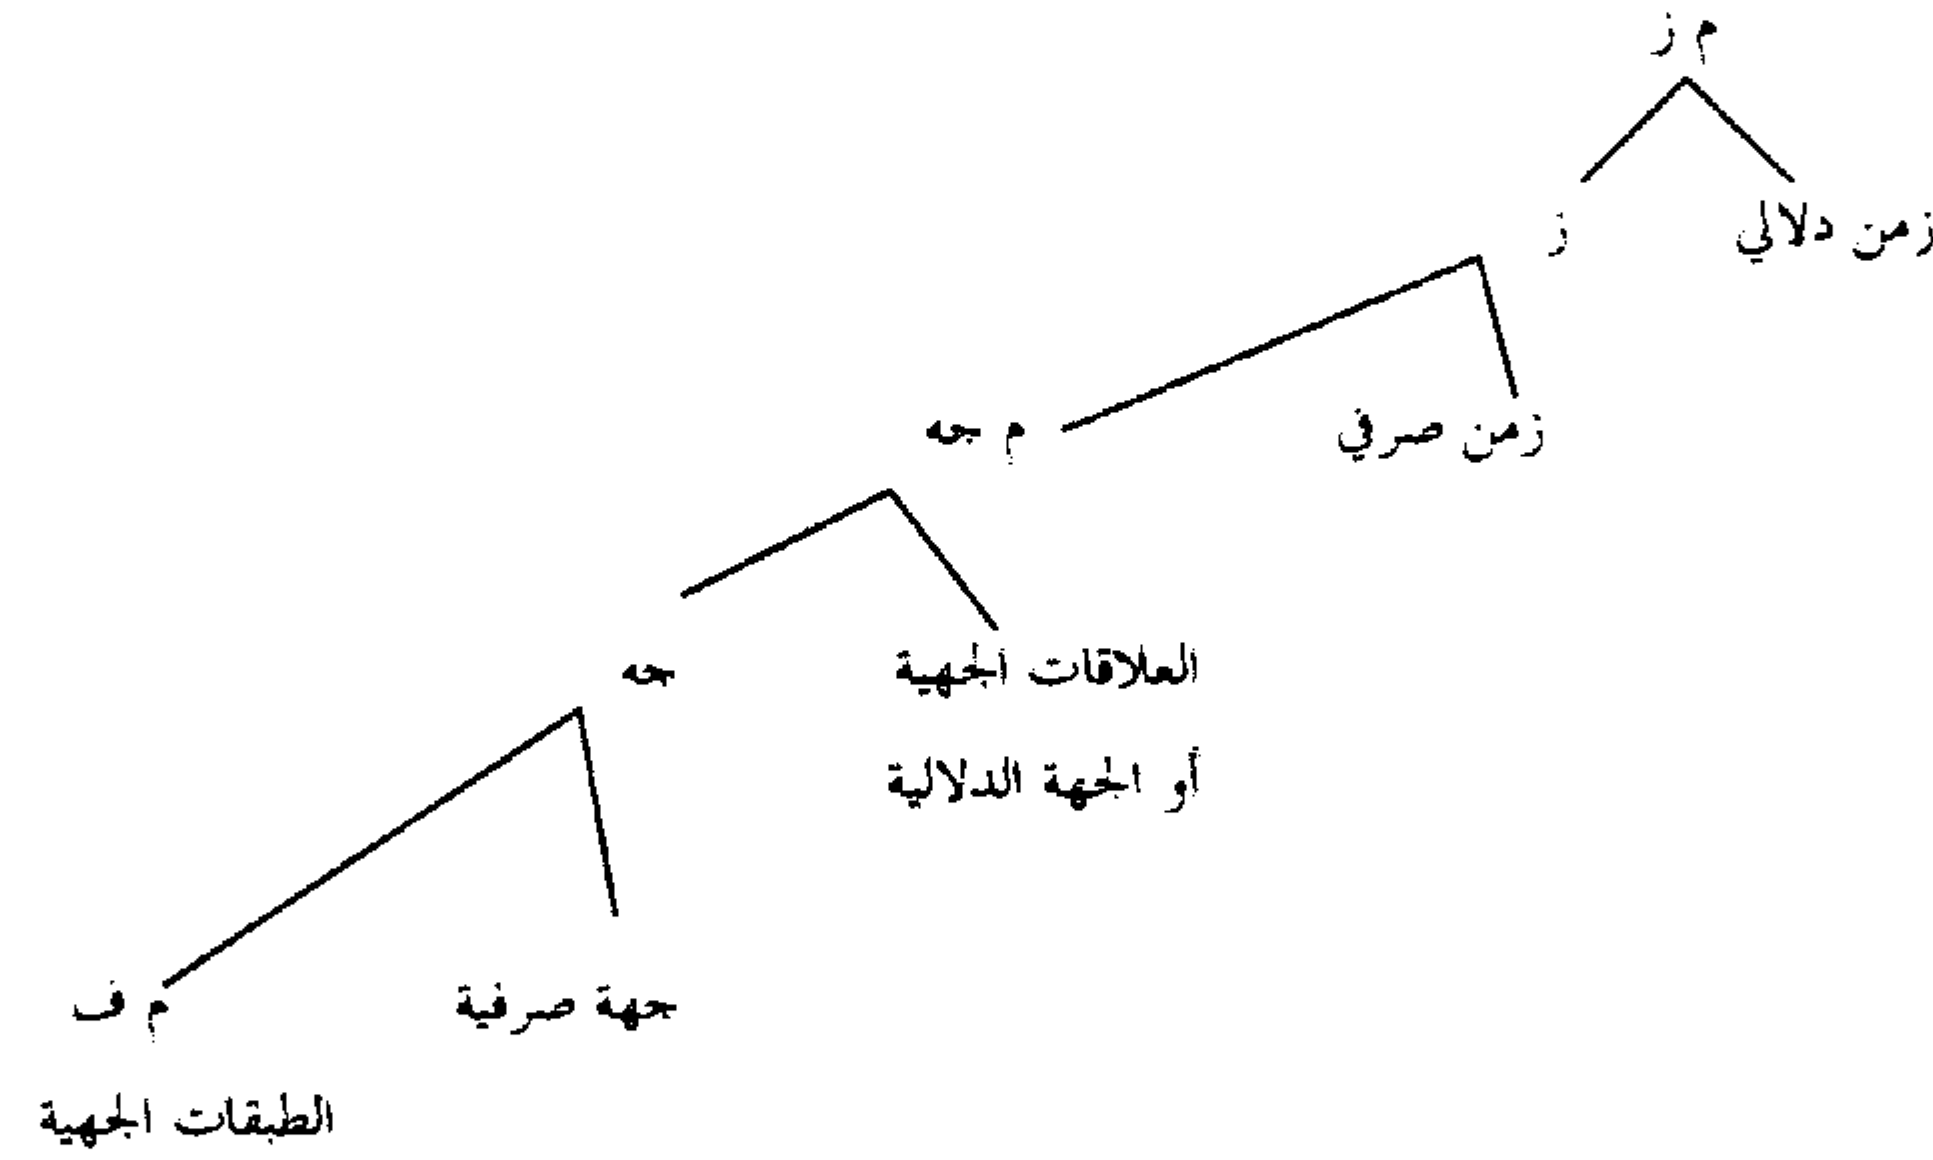 م ز
زمن دلالي
ز
زمن صرفي
م جه
العلاقات الجهية
أو الجهة الدلالية
جه
جهة صرفية
م ف
الطبقات الجهية